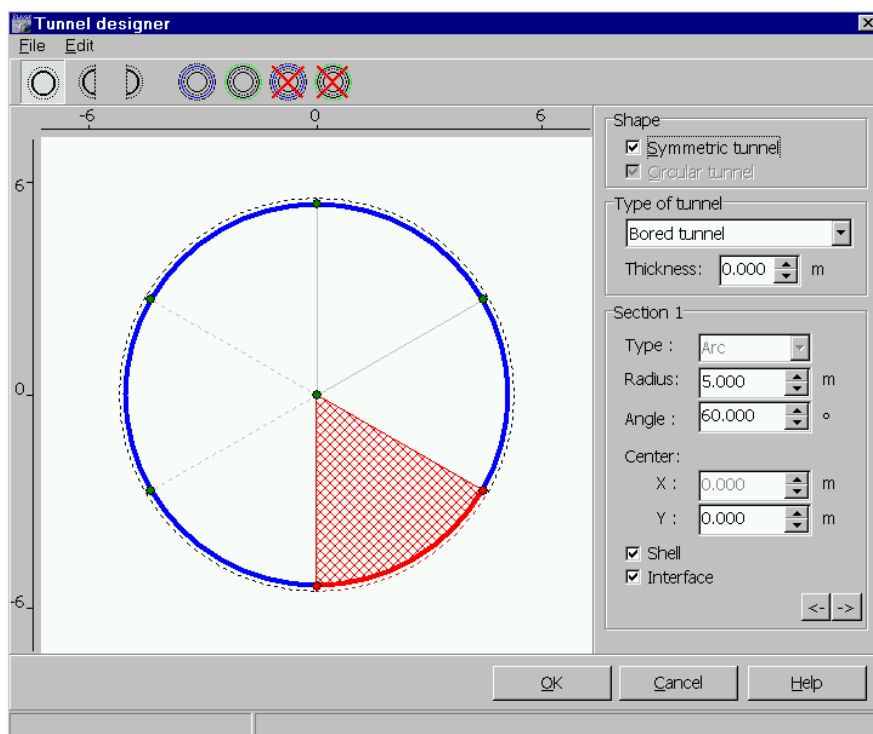 Tunnel designer
File Edit
-6 0 6
6
0
-6
Shape
Symmetric tunnel
Circular tunnel
Type of tunnel
Bored tunnel
Thickness: 0.000 m
Section 1
Type : Arc
Radius: 5.000 m
Angle : 60.000 °
Center:
X : 0.000 m
Y : 0.000 m
Shell
Interface
<- ->
OK Cancel Help